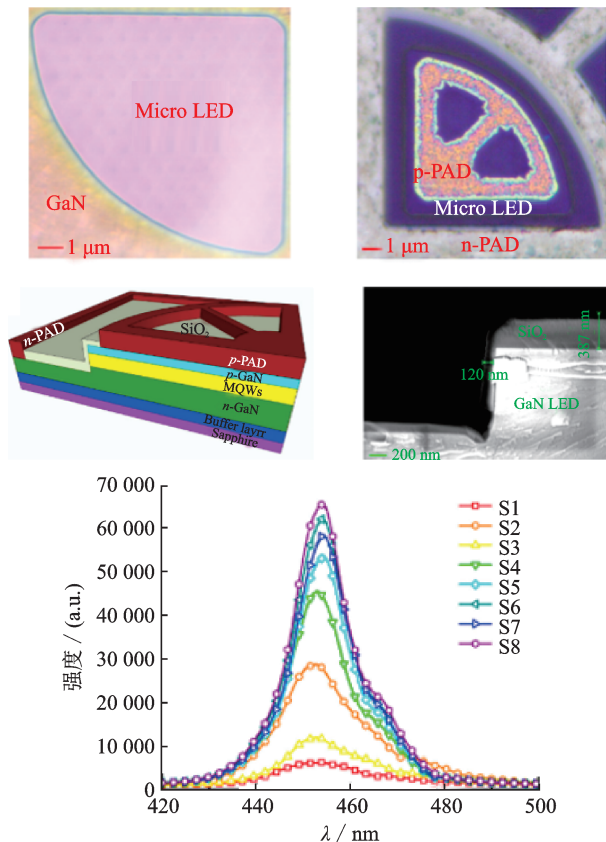 Micro LED
GaN
1 μm
p-PAD
Micro LED
n-PAD
1 μm
n-PAD
SiO2
p-PAD
p-GaN
MQWs
n-GaN
Buffer layrr
Sapphire
SiO2
387 nm
120 nm
GaN LED
200 nm
70 000
60 000
50 000
40 000
30 000
20 000
10 000
0
强度 / (a.u.)
S1
S2
S3
S4
S5
S6
S7
S8
420 440 460 480 500
λ / nm